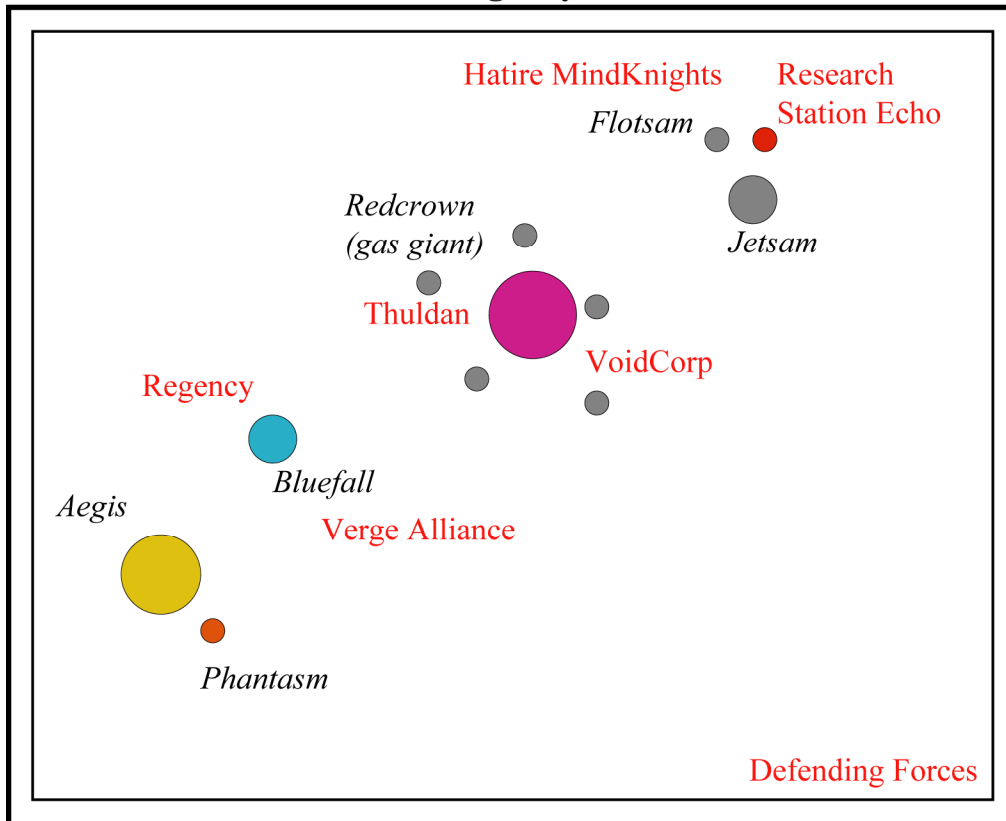 Hatire MindKnights
Research
Station Echo
Flotsam
Jetsam
Redcrown
(gas giant)
Thuldan
VoidCorp
Regency
Bluefall
Aegis
Verge Alliance
Phantasm
Defending Forces